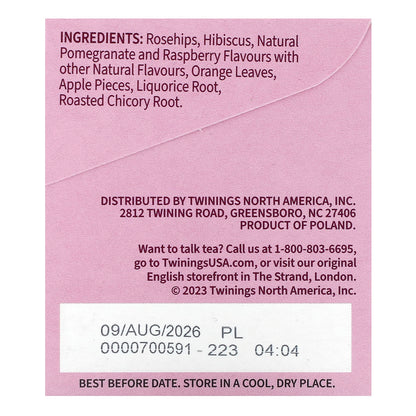 INGREDIENTS: Rosehips, Hibiscus, Natural
Pomegranate and Raspberry Flavours with
other Natural Flavours, Orange Leaves,
Apple Pieces, Liquorice Root,
Roasted Chicory Root.
DISTRIBUTED BY TWININGS NORTH AMERICA, INC.
2812 TWINING ROAD, GREENSBORO, NC 27406
PRODUCT OF POLAND.
Want to talk tea? Call us at 1-800-803-6695,
go to TwiningsUSA.com, or visit our original
English storefront in The Strand, London.
© 2023 Twinings North America, Inc.
09/AUG/2026 PL
0000700591 - 223 04:04
BEST BEFORE DATE. STORE IN A COOL, DRY PLACE.